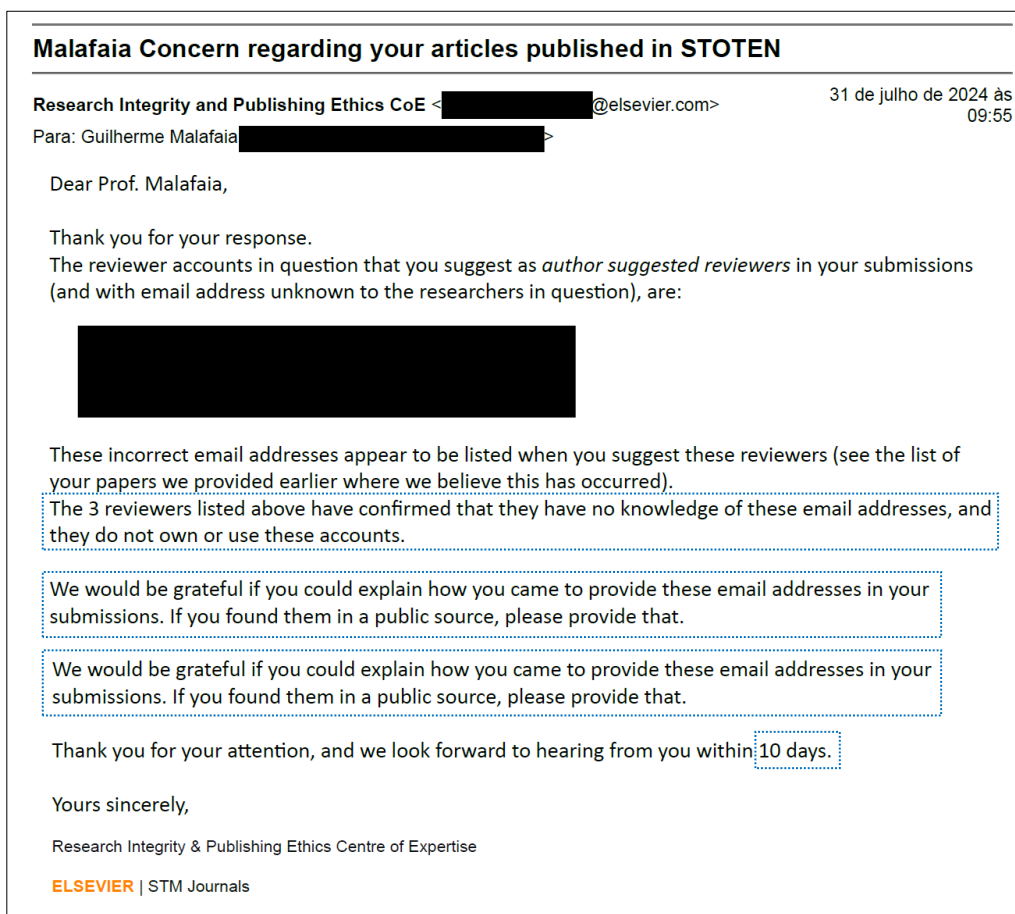 Malafaia Concern regarding your articles published in STOTEN
Research Integrity and Publishing Ethics CoE < @elsevier.com>
31 de julho de 2024 às
09:55
Para: Guilherme Malafaia >
Dear Prof. Malafaia,
Thank you for your response.
The reviewer accounts in question that you suggest as author suggested reviewers in your submissions
(and with email address unknown to the researchers in question), are:
These incorrect email addresses appear to be listed when you suggest these reviewers (see the list of
your papers we provided earlier where we believe this has occurred).
The 3 reviewers listed above have confirmed that they have no knowledge of these email addresses, and
they do not own or use these accounts.
We would be grateful if you could explain how you came to provide these email addresses in your
submissions. If you found them in a public source, please provide that.
We would be grateful if you could explain how you came to provide these email addresses in your
submissions. If you found them in a public source, please provide that.
Thank you for your attention, and we look forward to hearing from you within 10 days.
Yours sincerely,
Research Integrity & Publishing Ethics Centre of Expertise
ELSEVIER | STM Journals